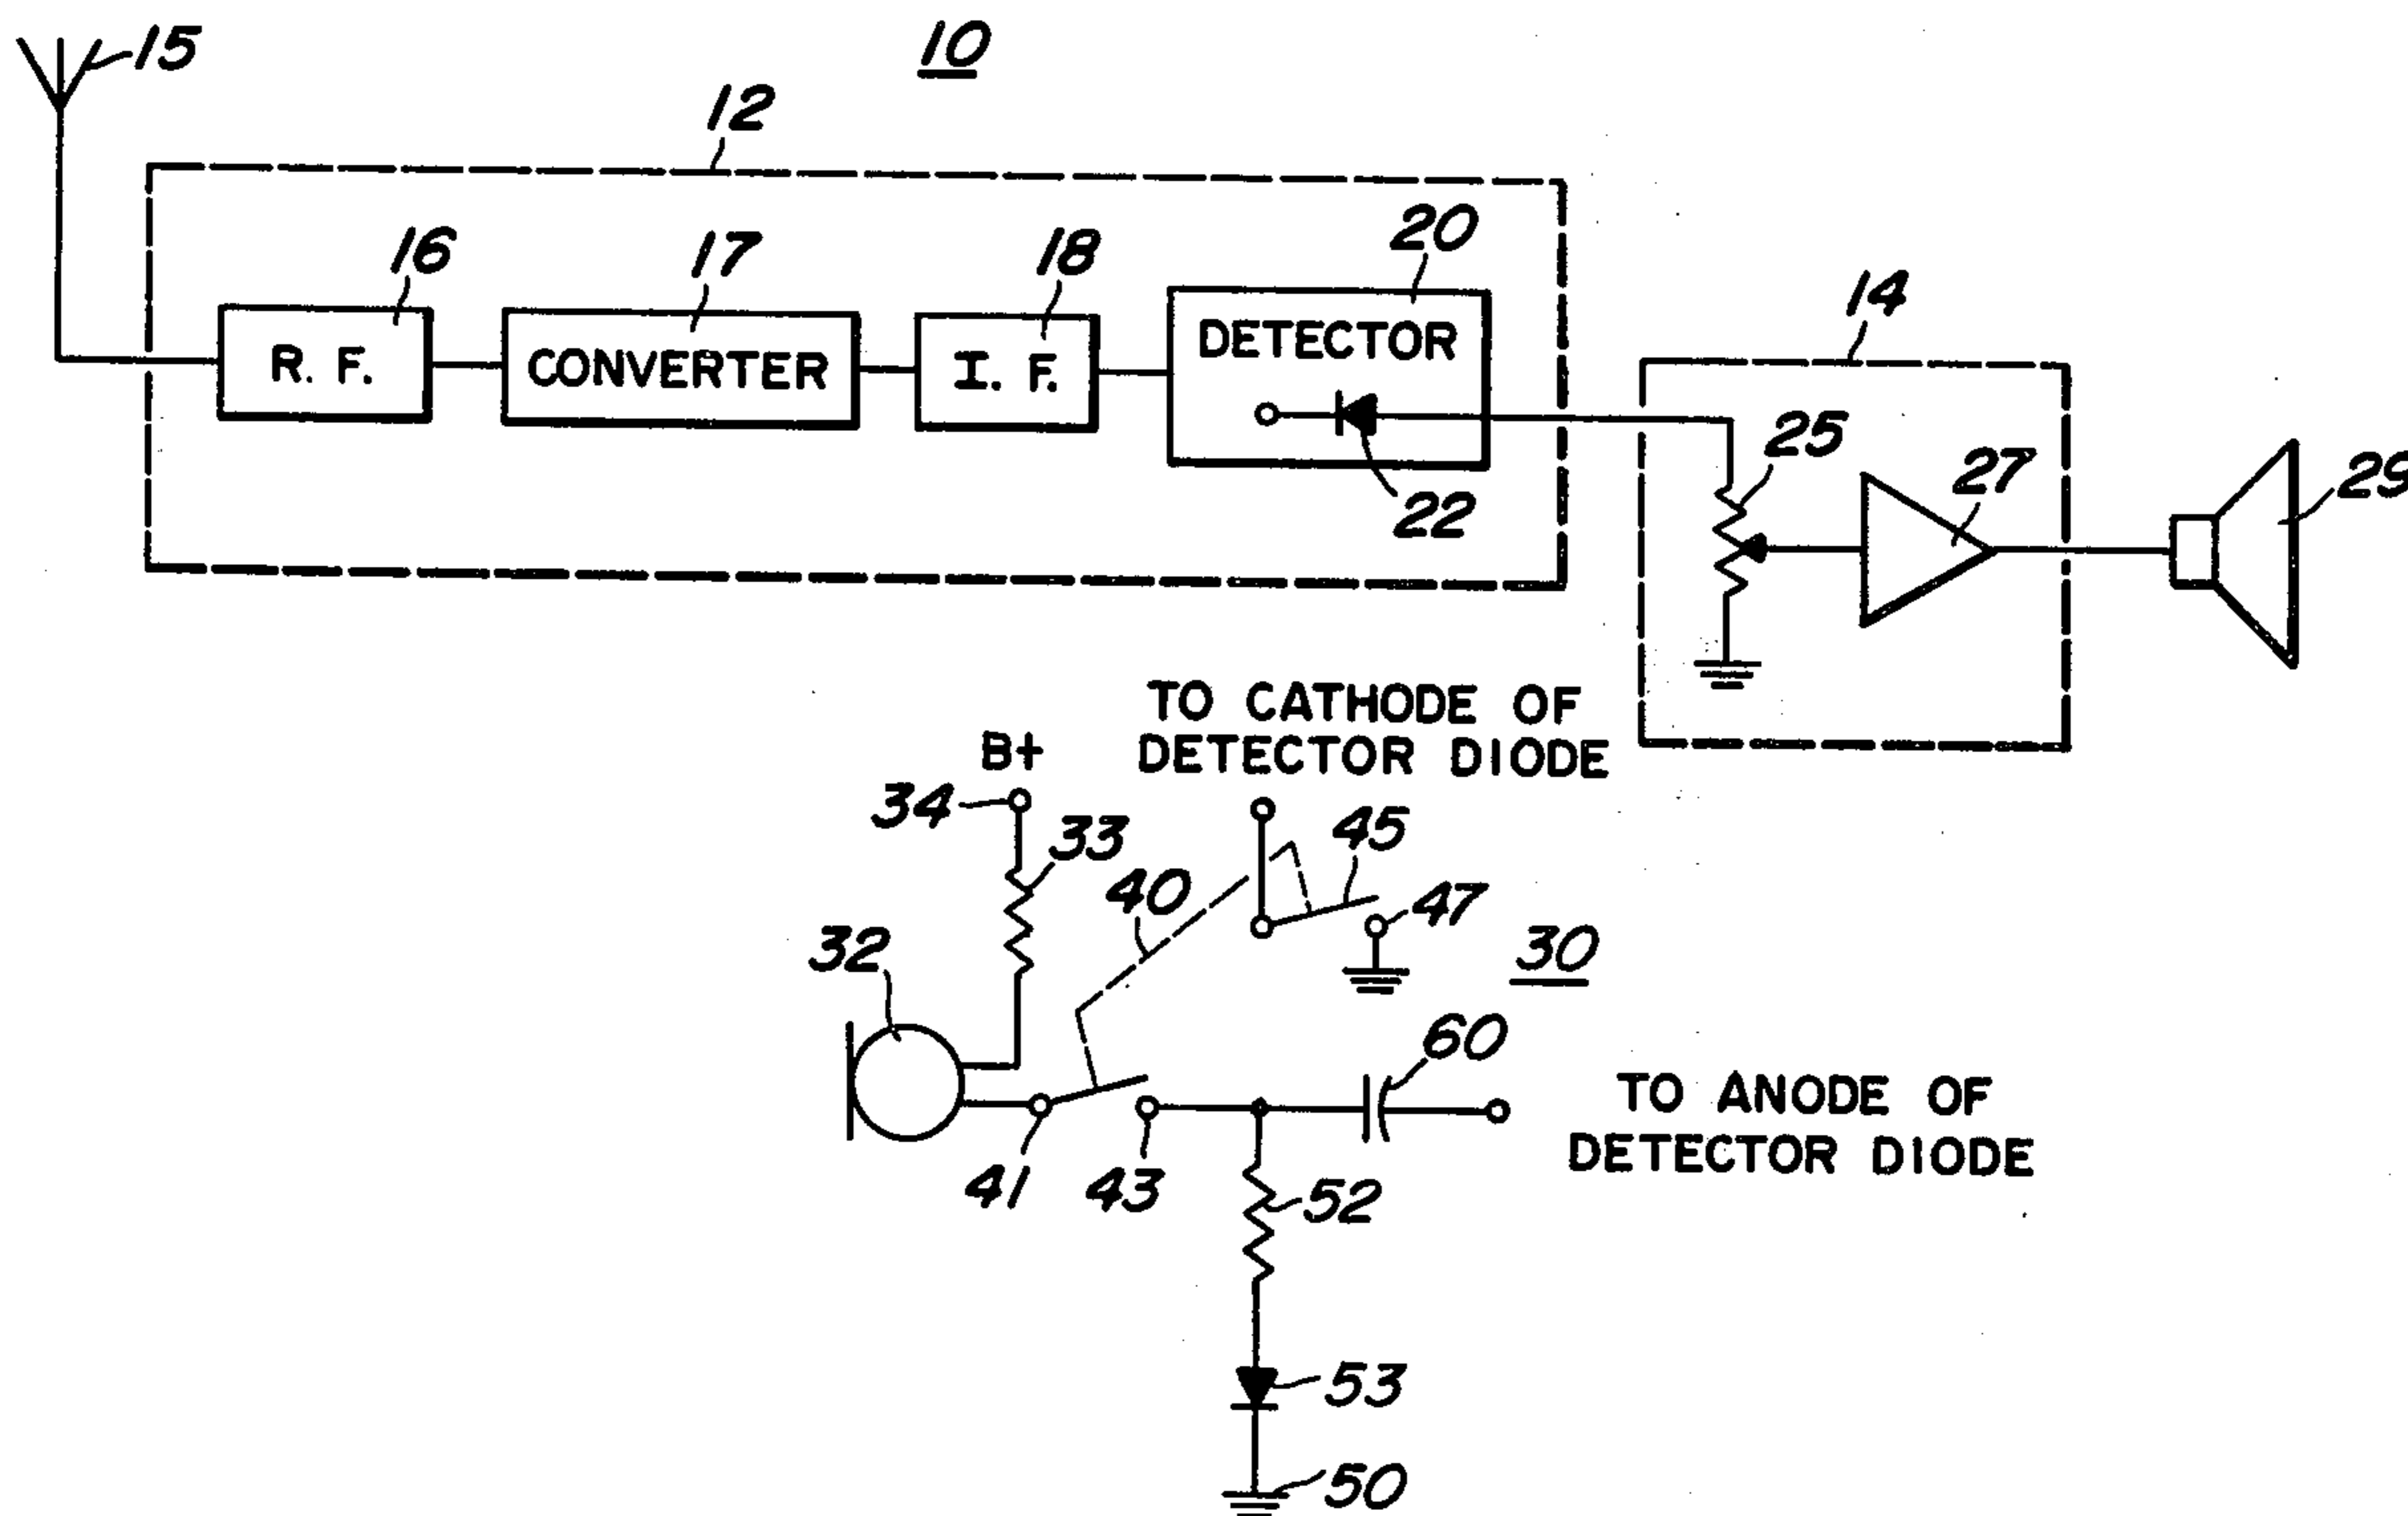 10
15
12
16
17
18
20
14
R. F.
CONVERTER
I. F.
DETECTOR
22
25
27
29
TO CATHODE OF
DETECTOR DIODE
B+
34
33
40
45
47
32
30
60
TO ANODE OF
DETECTOR DIODE
41
43
52
53
50